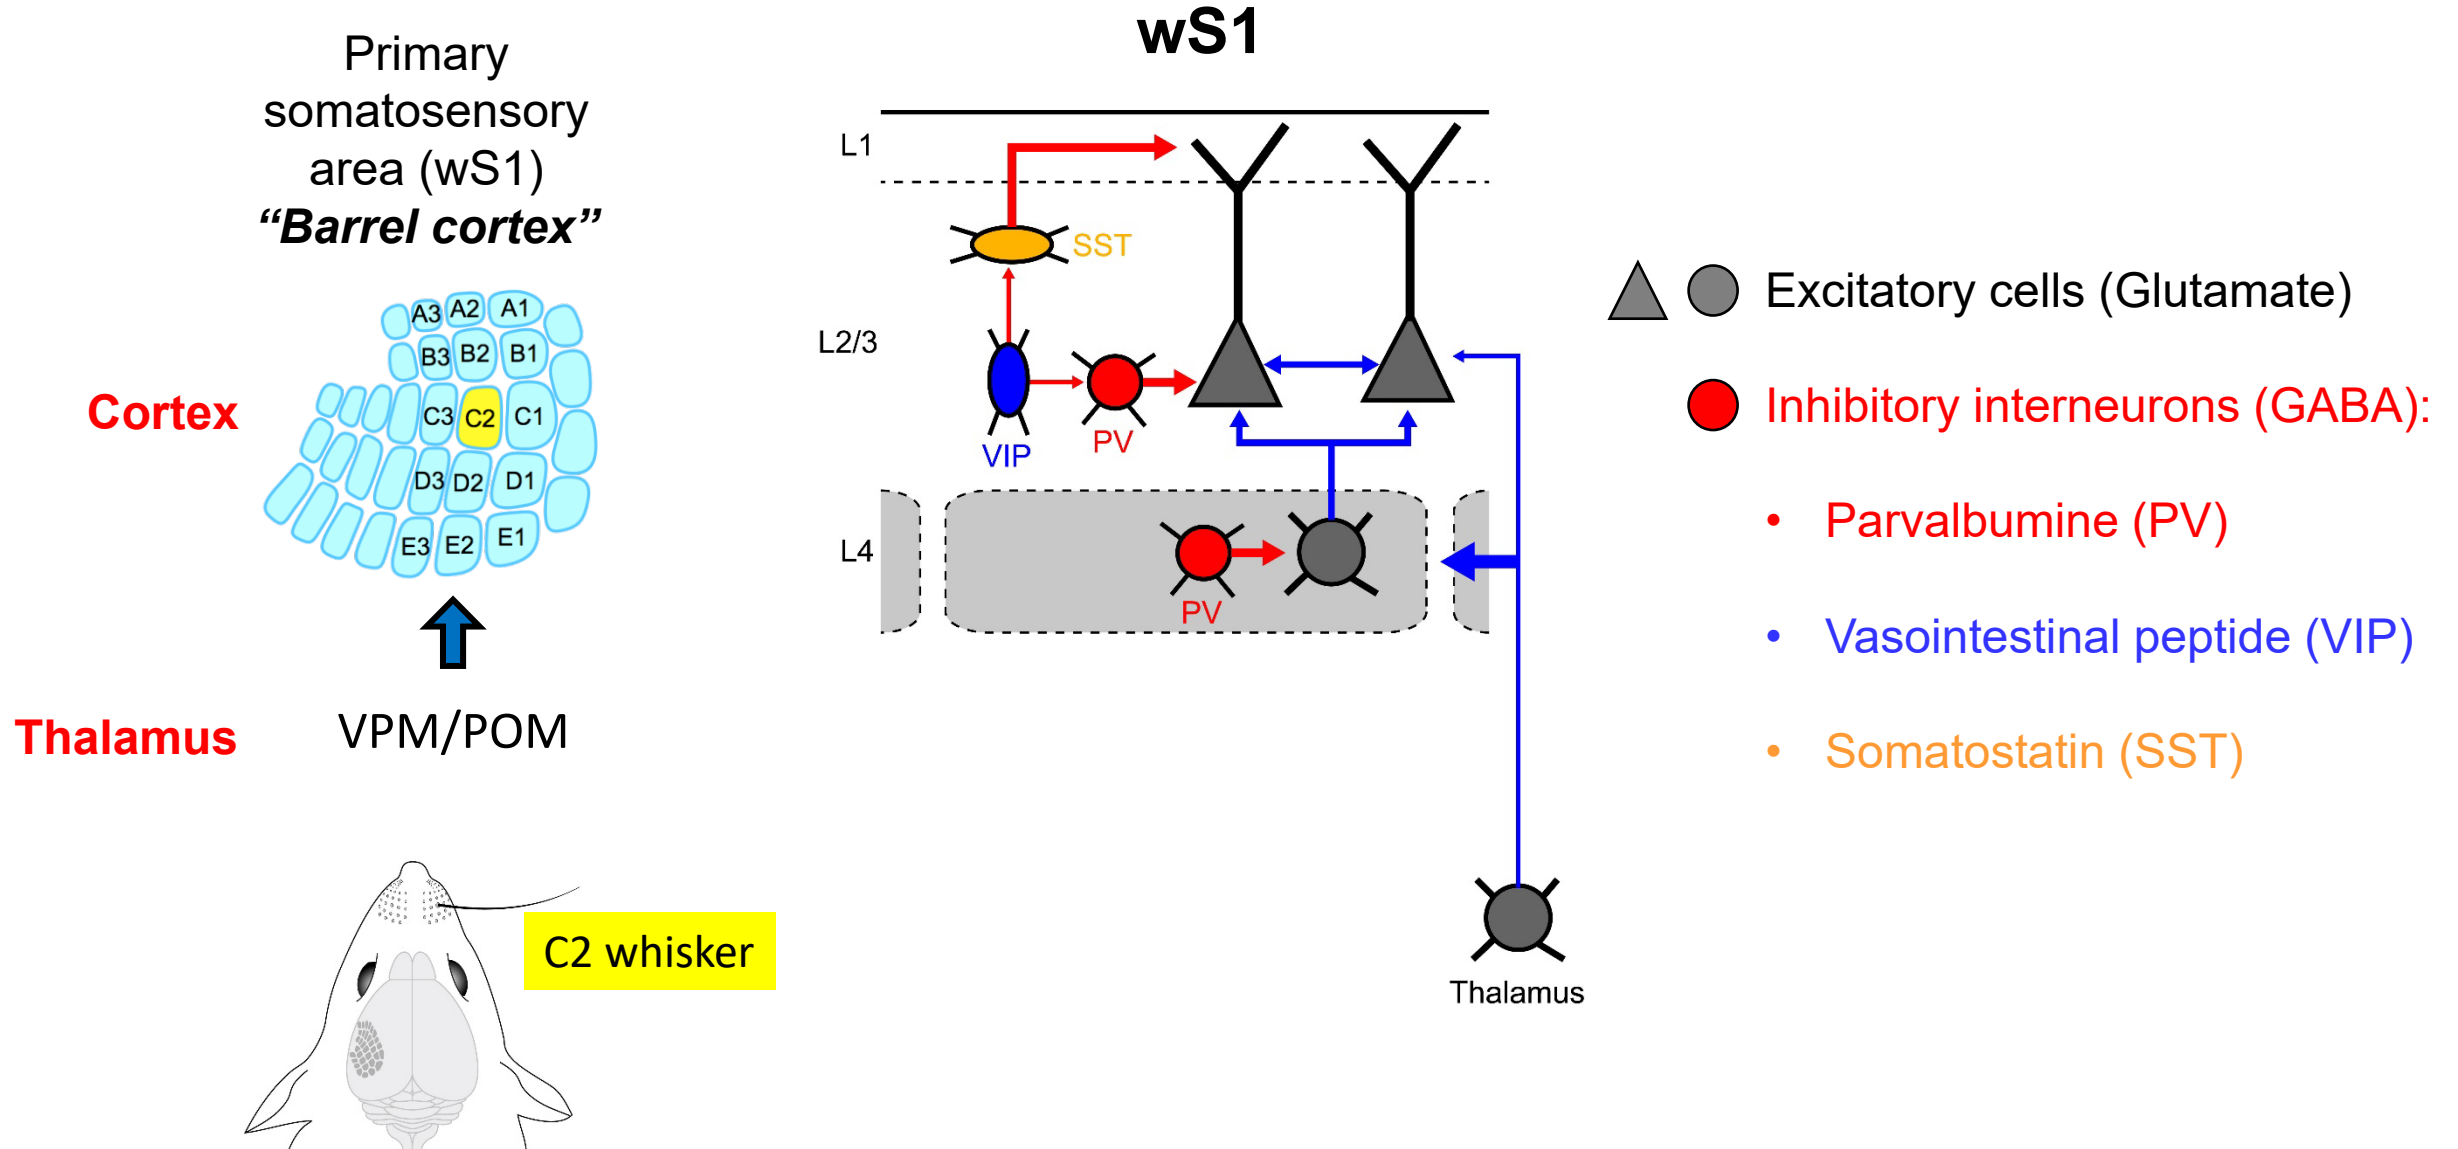 Primary
somatosensory
area (wS1)
“Barrel cortex”
A3 A2 A1
B3 B2 B1
C3 C2 C1
D3 D2 D1
E3 E2 E1
Cortex
Thalamus
VPM/POM
C2 whisker
wS1
L1
SST
L2/3
VIP
PV
L4
PV
Thalamus
Excitatory cells (Glutamate)
Inhibitory interneurons (GABA):
• Parvalbumine (PV)
• Vasointestinal peptide (VIP)
• Somatostatin (SST)